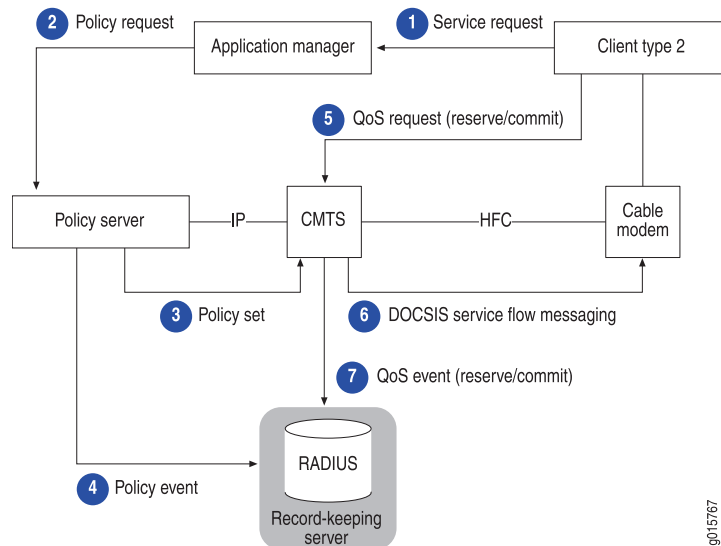 2 Policy request
1 Service request
Application manager
Client type 2
5 QoS request (reserve/commit)
Policy server
IP
CMTS
HFC
Cable
modem
3 Policy set
6 DOCSIS service flow messaging
7 QoS event (reserve/commit)
RADIUS
4 Policy event
Record-keeping
server
g015767